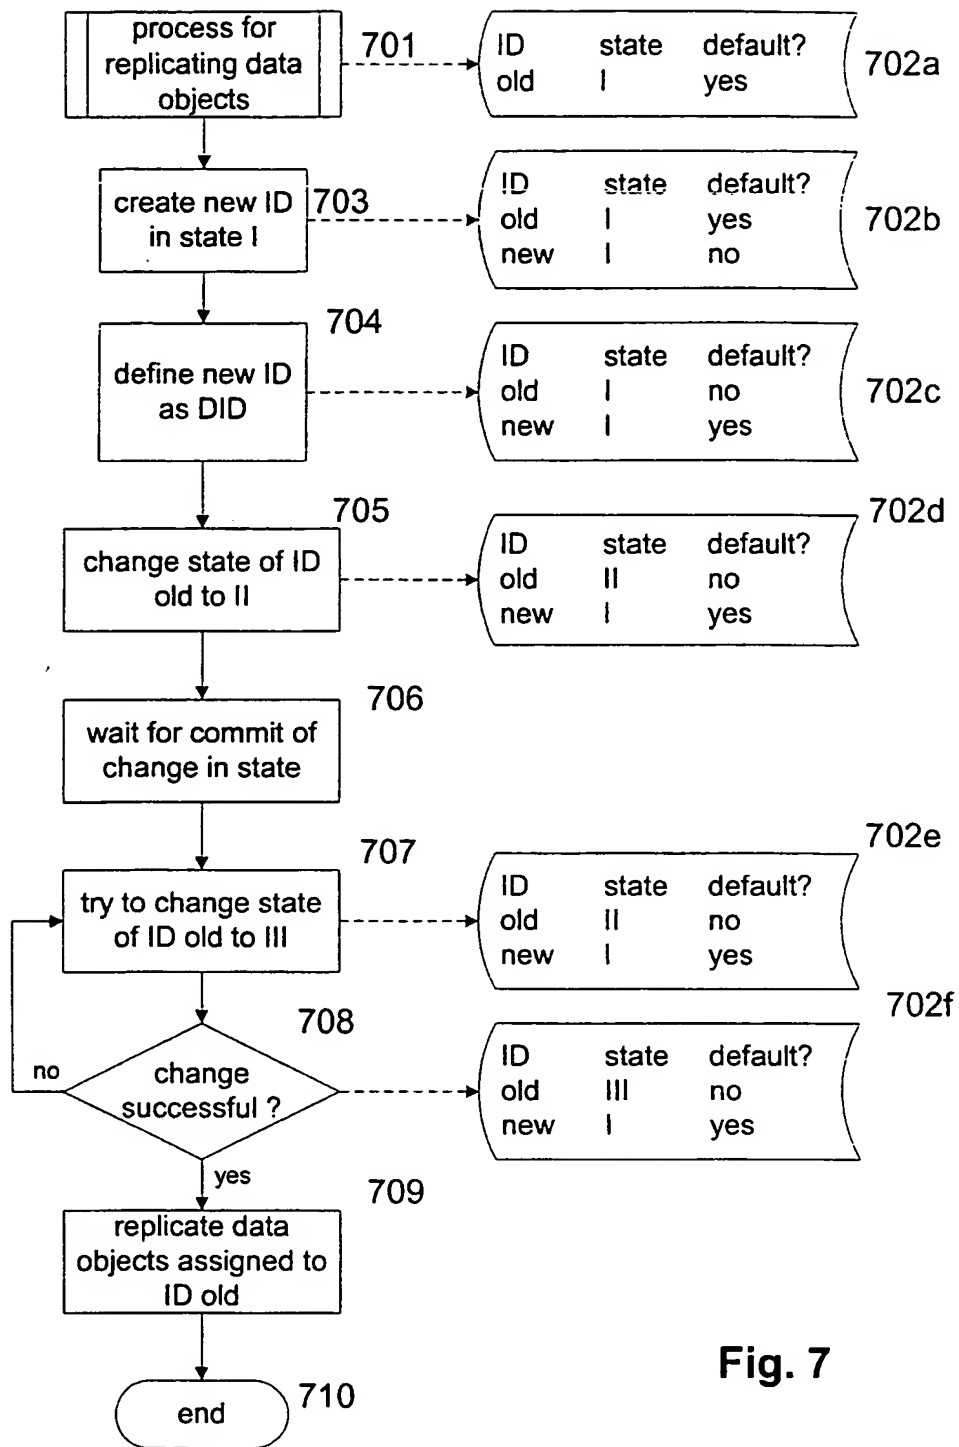 process for
replicating data
objects
701
ID state default?
old I yes
702a
create new ID
in state I
703
ID state default?
old I yes
new I no
702b
704
define new ID
as DID
ID state default?
old I no
new I yes
702c
705
change state of ID
old to II
702d
ID state default?
old II no
new I yes
706
wait for commit of
change in state
707
try to change state
of ID old to III
702e
ID state default?
old II no
new I yes
708
change
successful ?
no
yes
702f
ID state default?
old III no
new I yes
709
replicate data
objects assigned to
ID old
710
end
Fig. 7